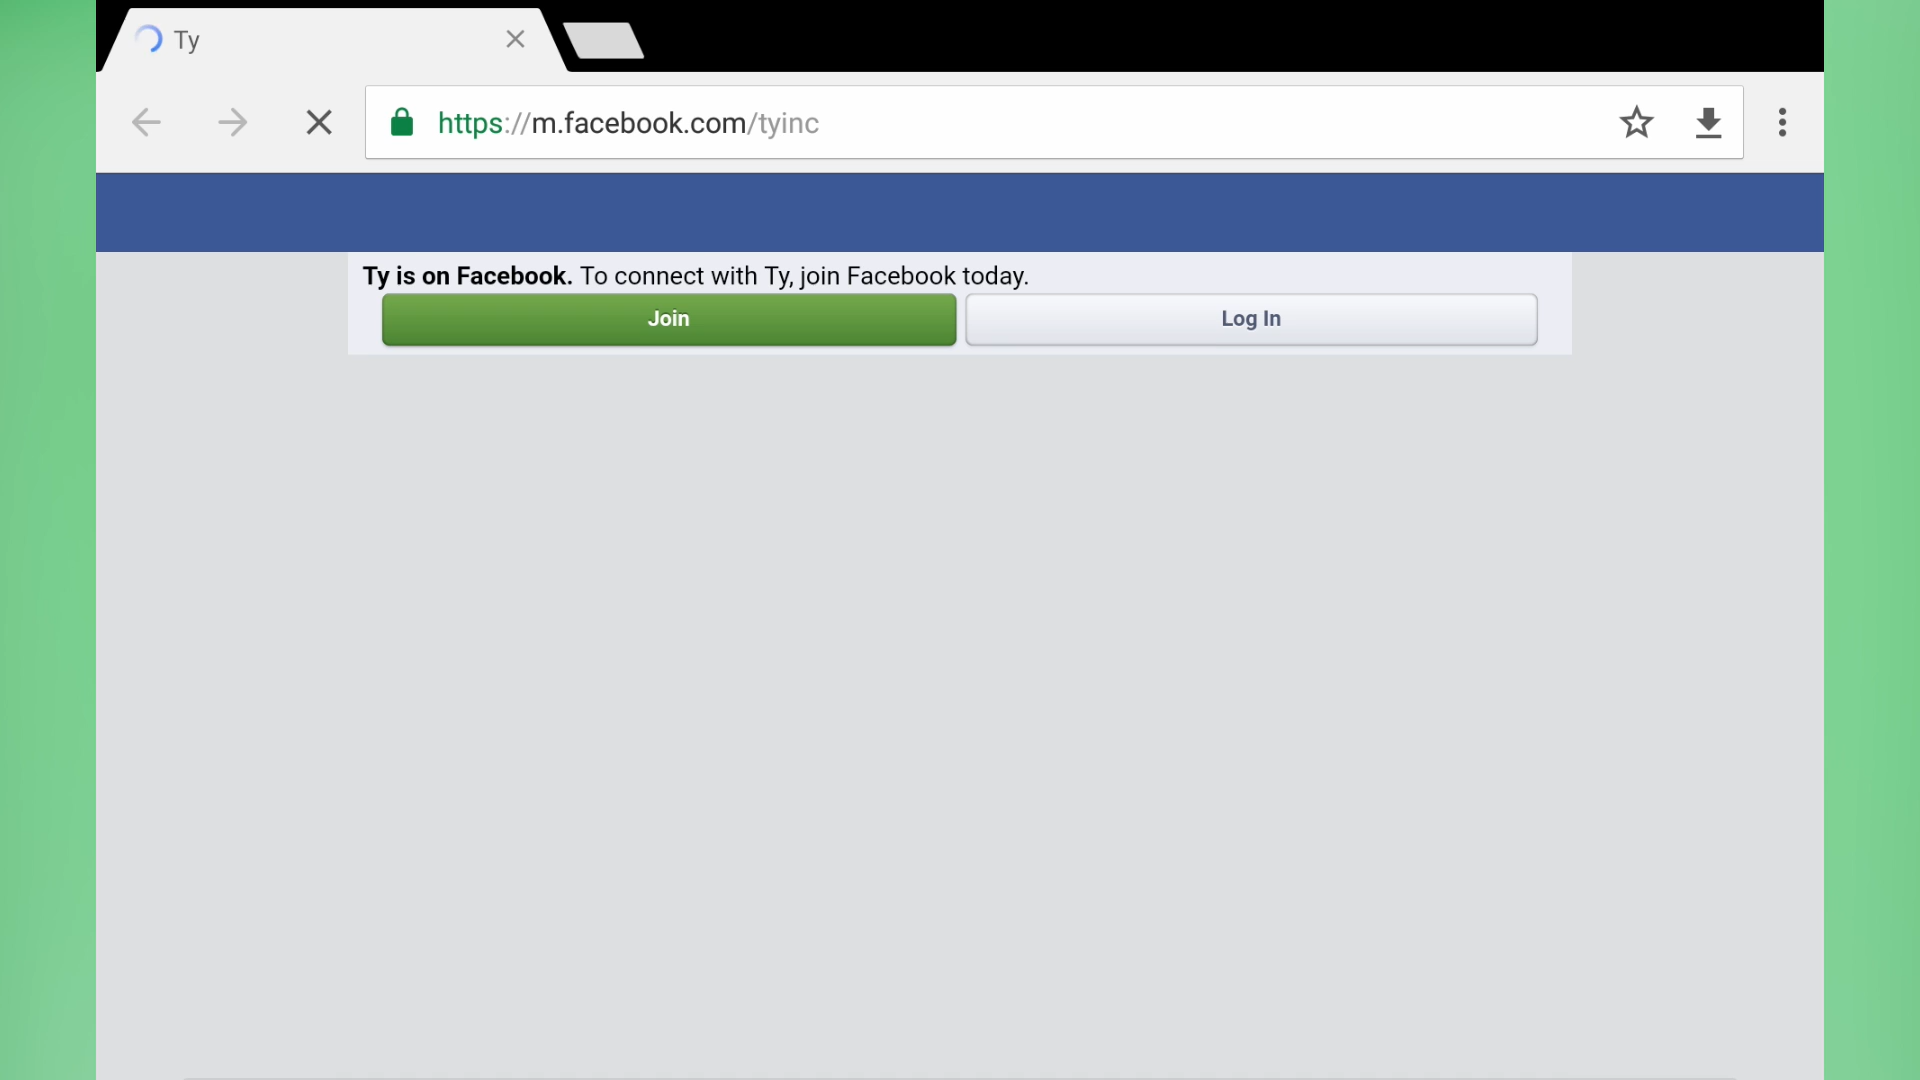 Ty
https://m.facebook.com/tyinc
Ty is on Facebook. To connect with Ty, join Facebook today.
Join
Log In